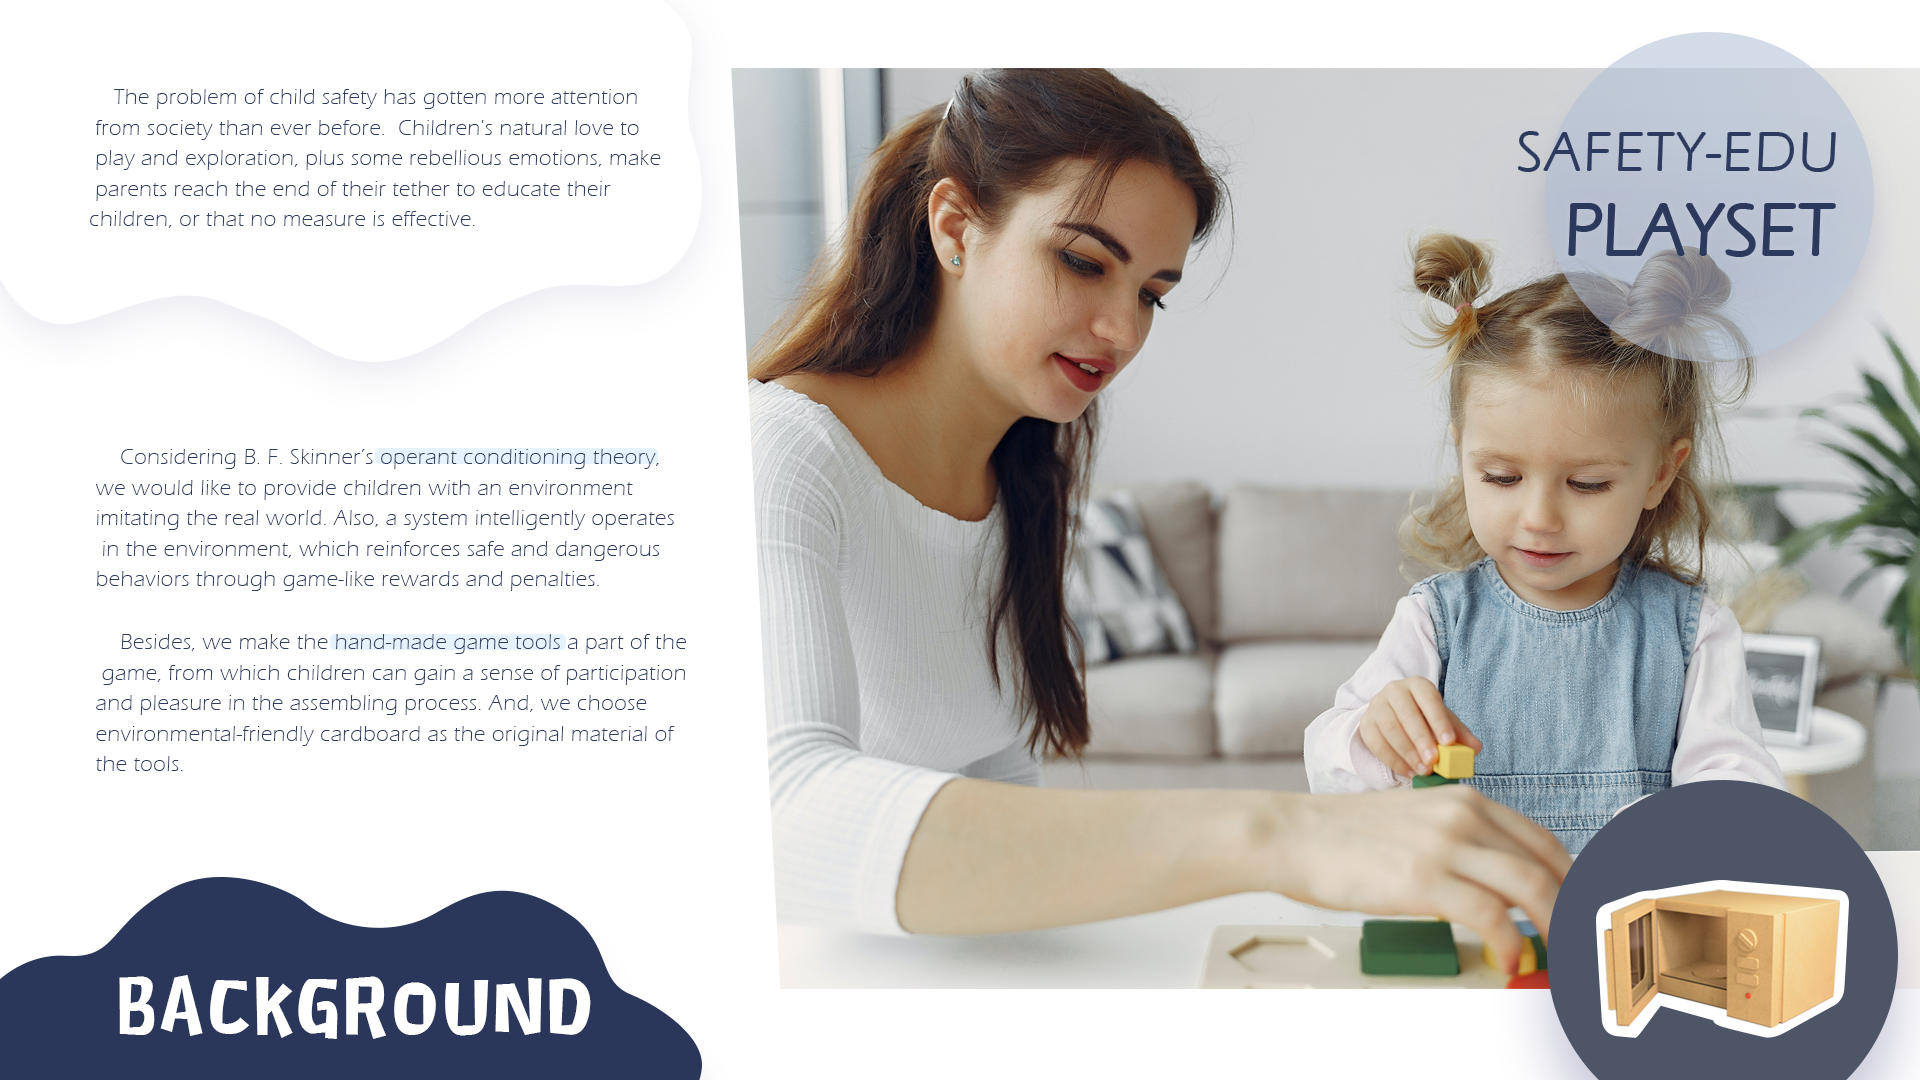 The problem of child safety has gotten more attention
from society than ever before.  Children's natural love to
play and exploration, plus some rebellious emotions, make
parents reach the end of their tether to educate their
children, or that no measure is effective.
Considering B. F. Skinner's operant conditioning theory,
we would like to provide children with an environment
imitating the real world. Also, a system intelligently operates
in the environment, which reinforces safe and dangerous
behaviors through game-like rewards and penalties.
Besides, we make the hand-made game tools a part of the
game, from which children can gain a sense of participation
and pleasure in the assembling process. And, we choose
environmental-friendly cardboard as the original material of
the tools.
BACKGROUND
SAFETY-EDU
PLAYSET